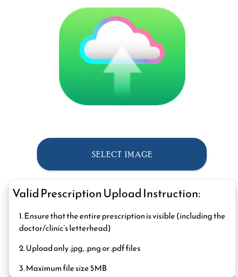 SELECT IMAGE
Valid Prescription Upload Instruction:
1. Ensure that the entire prescription is visible (including the
doctor/clinic's letterhead)
2. Upload only .jpg, .png or .pdf files
3. Maximum file size 5MB